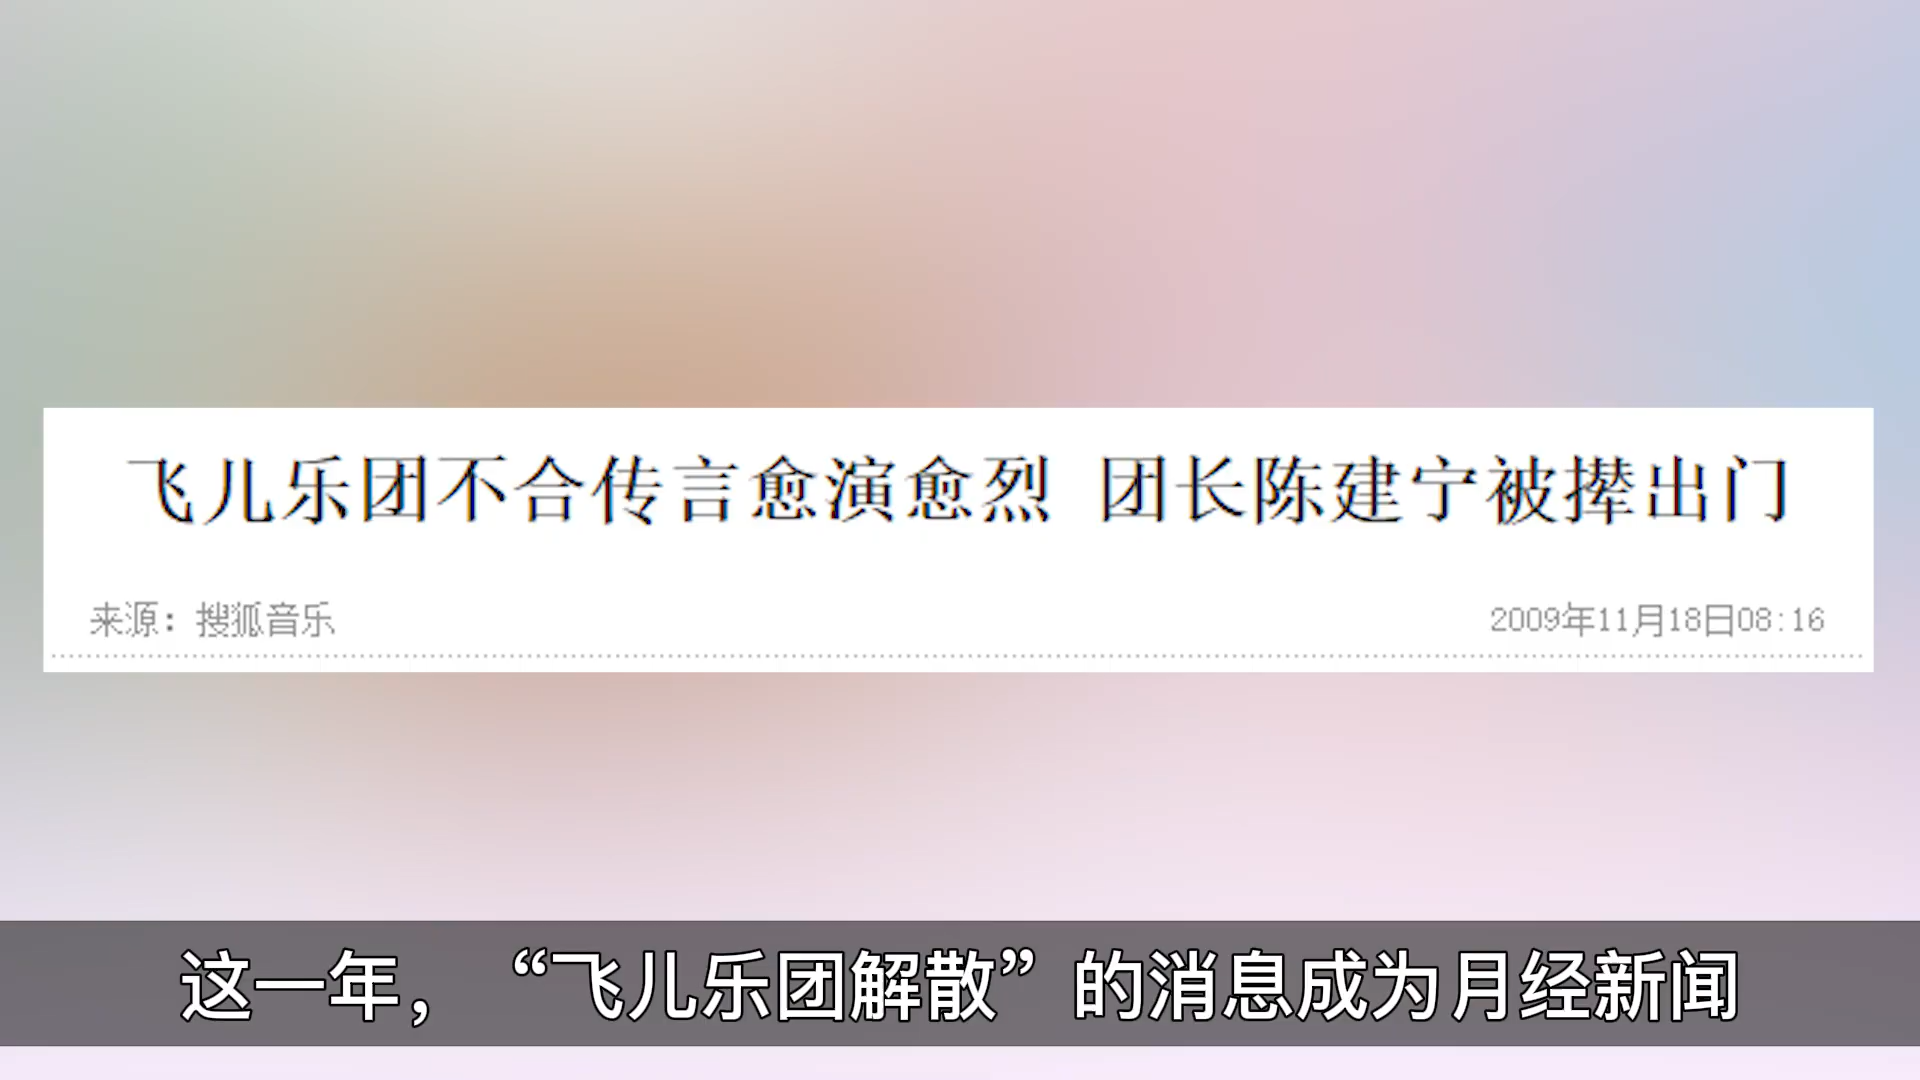 飞儿乐团不合传言愈演愈烈 团长陈建宁被撵出门
来源：搜狐音乐 2009年11月18日08:16
这一年，“飞儿乐团解散”的消息成为月经新闻